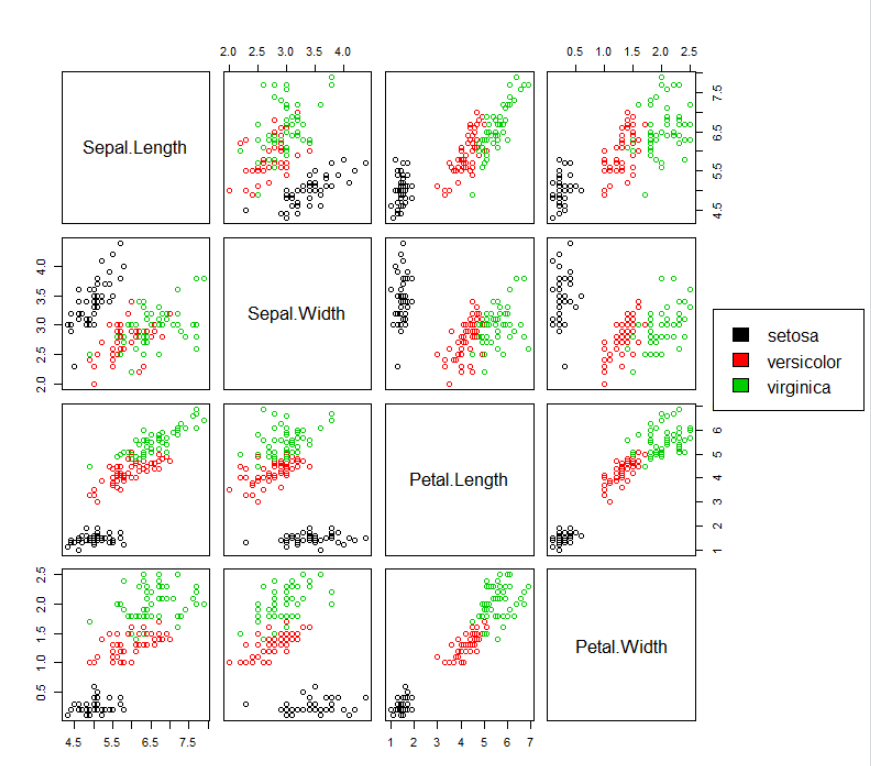 2.0 2.5 3.0 3.5 4.0
0.5 1.0 1.5 2.0 2.5
Sepal.Length
4.5 5.5 6.5 7.5
2.0 2.5 3.0 3.5 4.0
Sepal.Width
setosa
versicolor
virginica
Petal.Length
1 2 3 4 5 6
0.5 1.0 1.5 2.0 2.5
Petal.Width
4.5 5.5 6.5 7.5
1 2 3 4 5 6 7